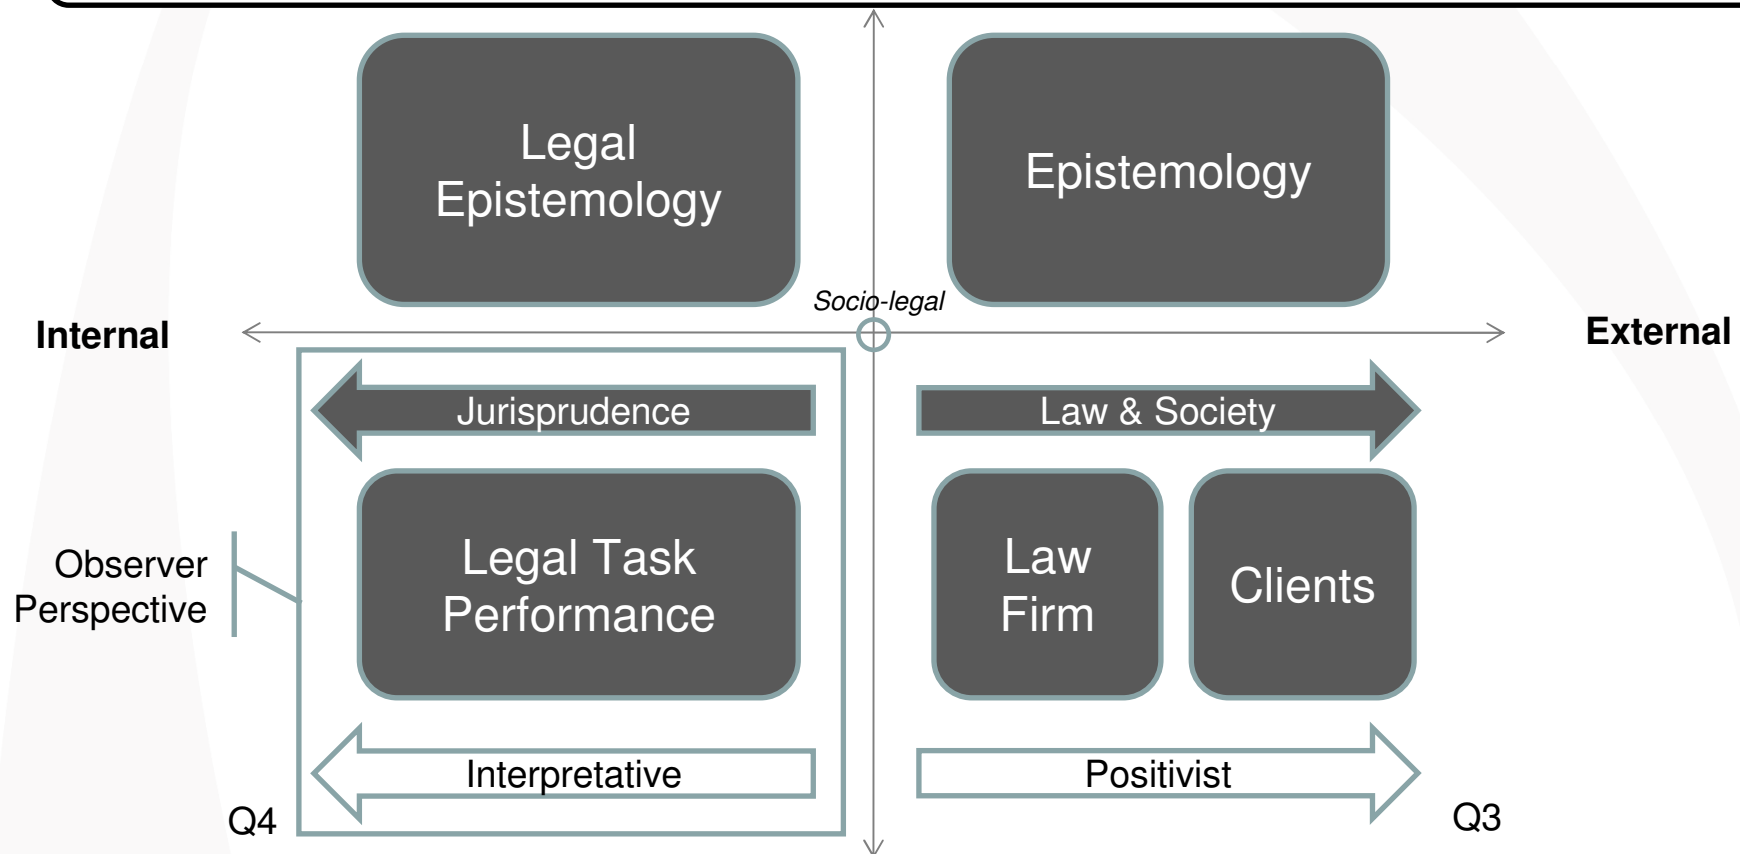 Legal
Epistemology
Epistemology
Socio-legal
Internal
External
Jurisprudence
Law & Society
Observer
Perspective
Legal Task
Performance
Law
Firm
Clients
Interpretative
Positivist
Q4
Q3